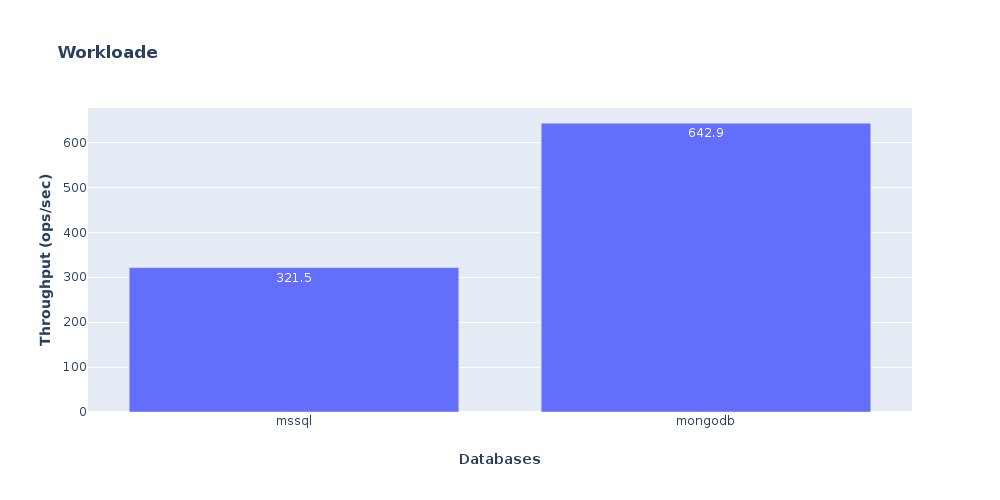 Workloade
Throughput (ops/sec)
600
500
400
300
200
100
0
321.5
642.9
mssql
mongodb
Databases